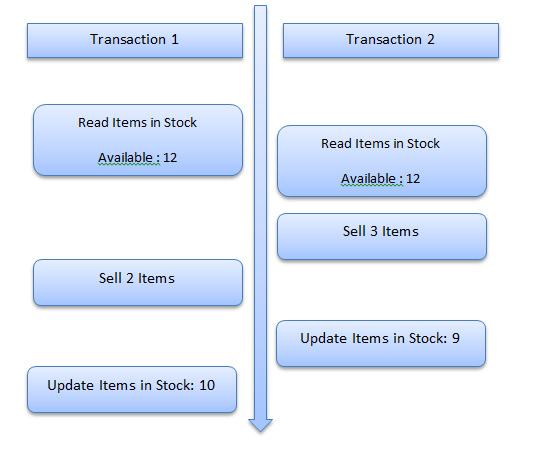 Transaction 1
Transaction 2
Read Items in Stock
Available : 12
Read Items in Stock
Available : 12
Sell 3 Items
Sell 2 Items
Update Items in Stock: 9
Update Items in Stock: 10